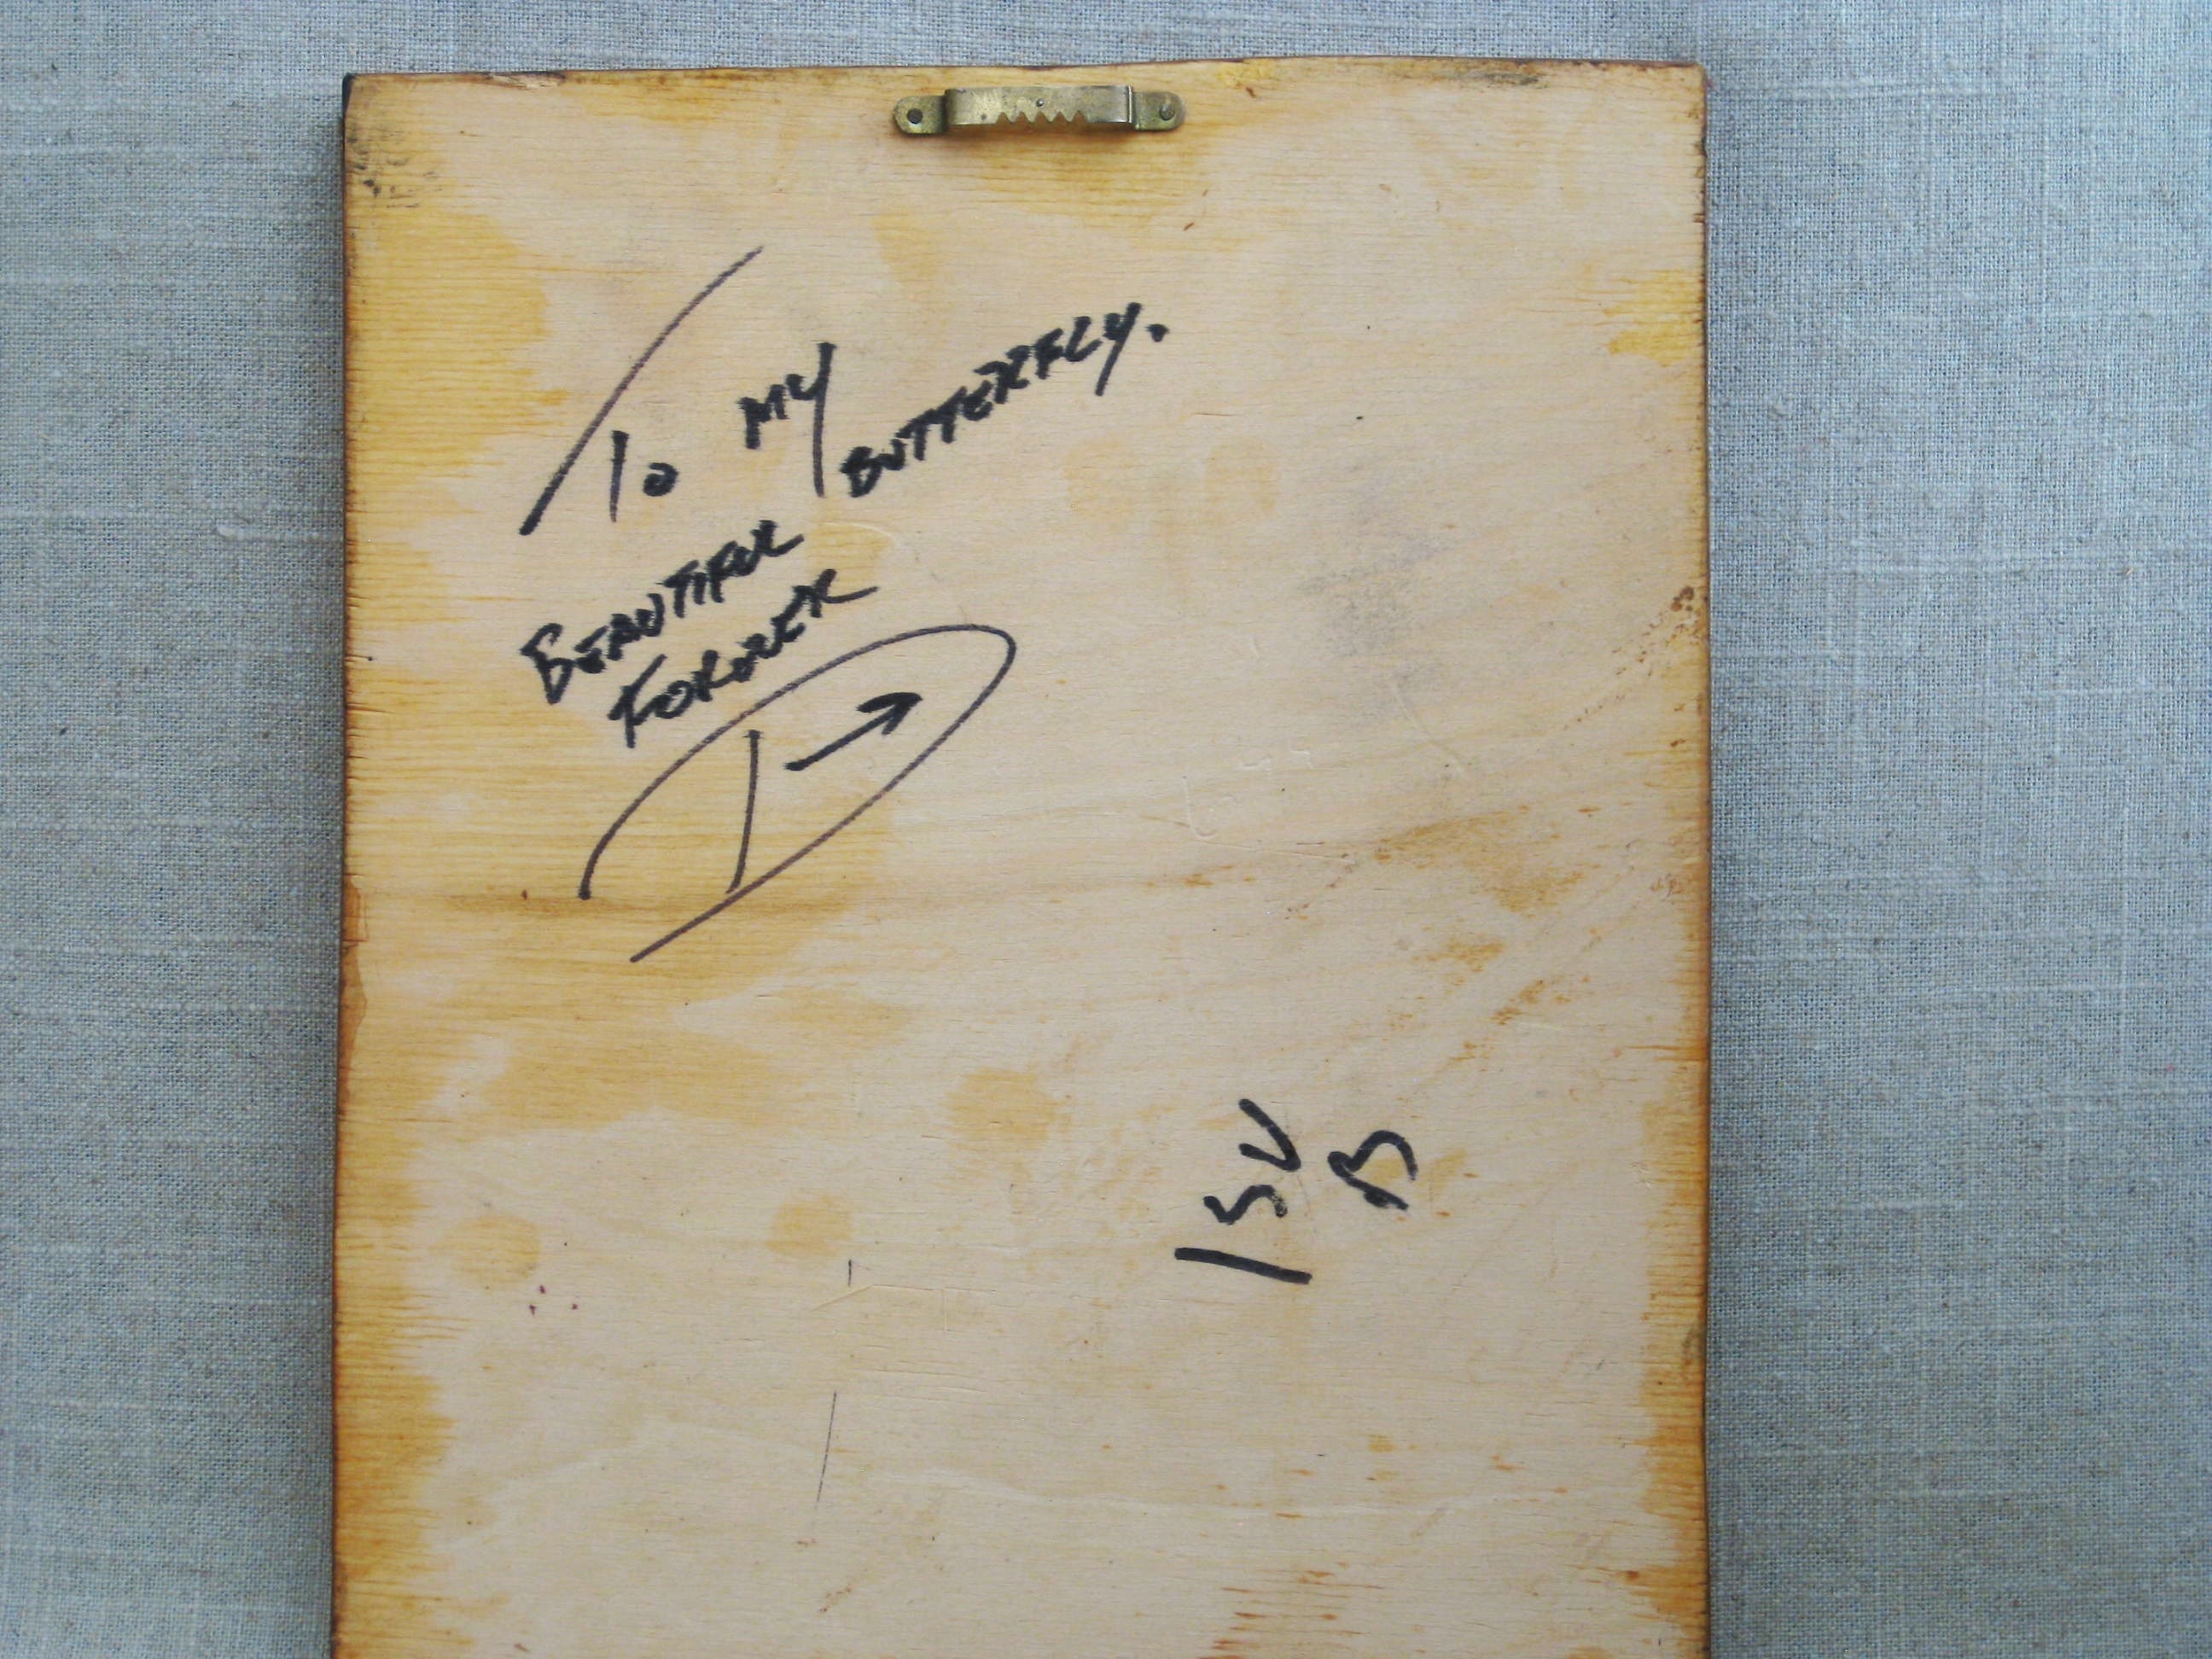 To MY
BEAUTIFUL BUTTERFLY.
FOREVER
D